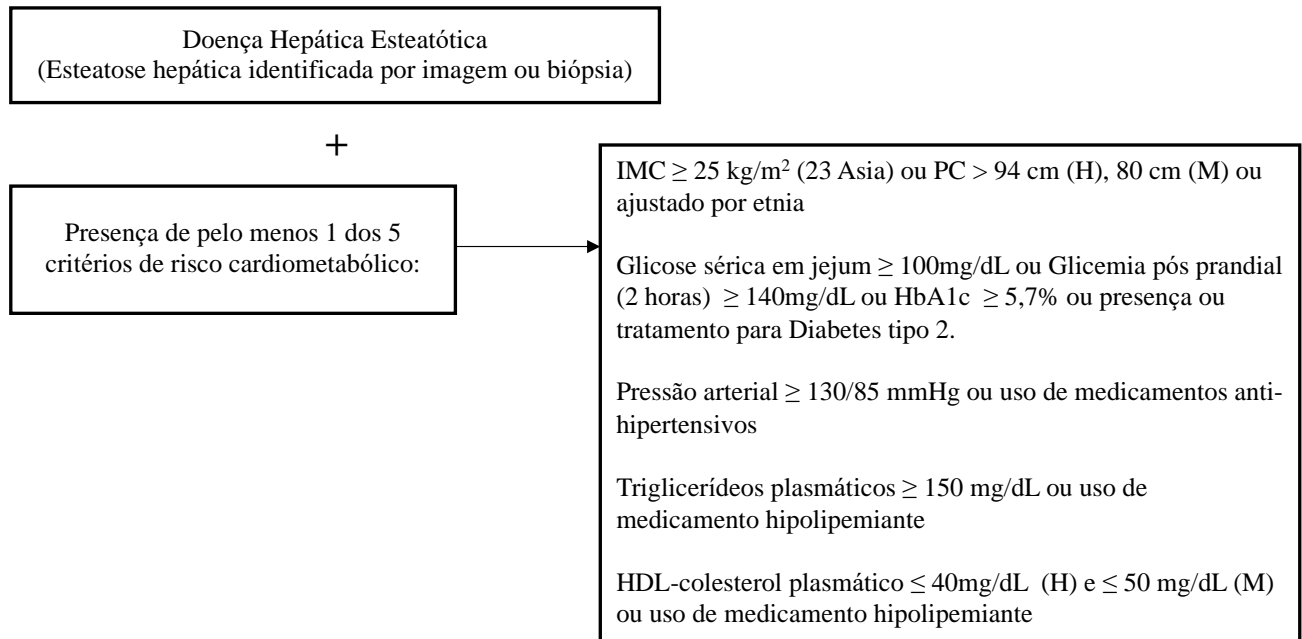 Doença Hepática Esteatótica
(Esteatose hepática identificada por imagem ou biópsia)
+
Presença de pelo menos 1 dos 5
critérios de risco cardiometabólico:
IMC ≥ 25 kg/m² (23 Asia) ou PC > 94 cm (H), 80 cm (M) ou
ajustado por etnia
Glicose sérica em jejum ≥ 100mg/dL ou Glicemia pós prandial
(2 horas) ≥ 140mg/dL ou HbA1c ≥ 5,7% ou presença ou
tratamento para Diabetes tipo 2.
Pressão arterial ≥ 130/85 mmHg ou uso de medicamentos anti-
hipertensivos
Triglicerídeos plasmáticos ≥ 150 mg/dL ou uso de
medicamento hipolipemiante
HDL-colesterol plasmático ≤ 40mg/dL (H) e ≤ 50 mg/dL (M)
ou uso de medicamento hipolipemiante